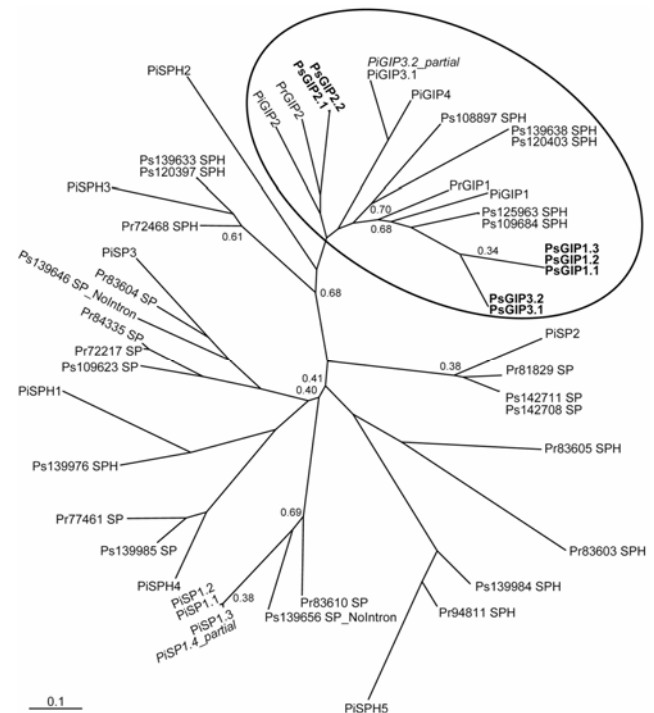 PiSPH2
PiGIP2
PrGIP2
PsGIP2.2
PsGIP2.1
PiGIP3.2_partial
PiGIP3.1
PiGIP4
Ps108897 SPH
Ps139638 SPH
Ps120403 SPH
PrGIP1
PiGIP1
Ps125963 SPH
Ps109684 SPH
0.70
0.68
0.34
PsGIP1.3
PsGIP1.2
PsGIP1.1
PsGIP3.2
PsGIP3.1
Ps139633 SPH
Ps120397 SPH
PiSPH3
Pr72468 SPH
0.61
0.68
PiSP3
Pr83604 SP
Ps139646 SP_NoIntron
Pr84335 SP
Pr72217 SP
Ps109623 SP
0.41
0.40
PiSP2
0.38
Pr81829 SP
Ps142711 SP
Ps142708 SP
PiSPH1
Ps139976 SPH
Pr83605 SPH
Pr77461 SP
Ps139985 SP
PiSPH4
0.69
Pr83603 SPH
PiSP1.2
PiSP1.1
PiSP1.3
PiSP1.4_partial
0.38
Pr83610 SP
Ps139656 SP_NoIntron
Ps139984 SPH
Pr94811 SPH
PiSPH5
0.1